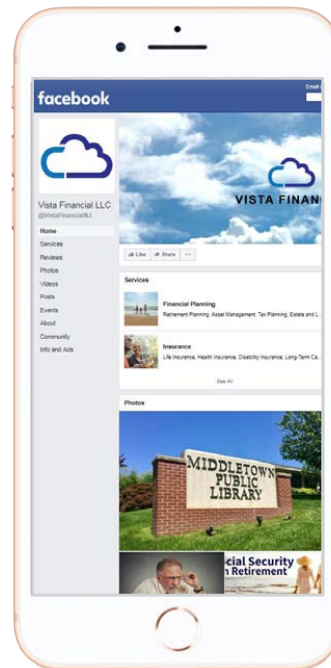 Email
facebook
VISTA FINANC
Vista Financial LLC
@VistaFinancialNJ
Home
Services
Reviews
Photos
Videos
Posts
Events
About
Community
Info and Ads
Like
Share
Services
Financial Planning
Retirement Planning, Asset Management, Tax Planning, Estate and L...
Insurance
Life Insurance, Health Insurance, Disability Insurance, Long-Term Ca...
See All
Photos
MIDDLETOWN
PUBLIC
LIBRARY
cial Security
n Retirement